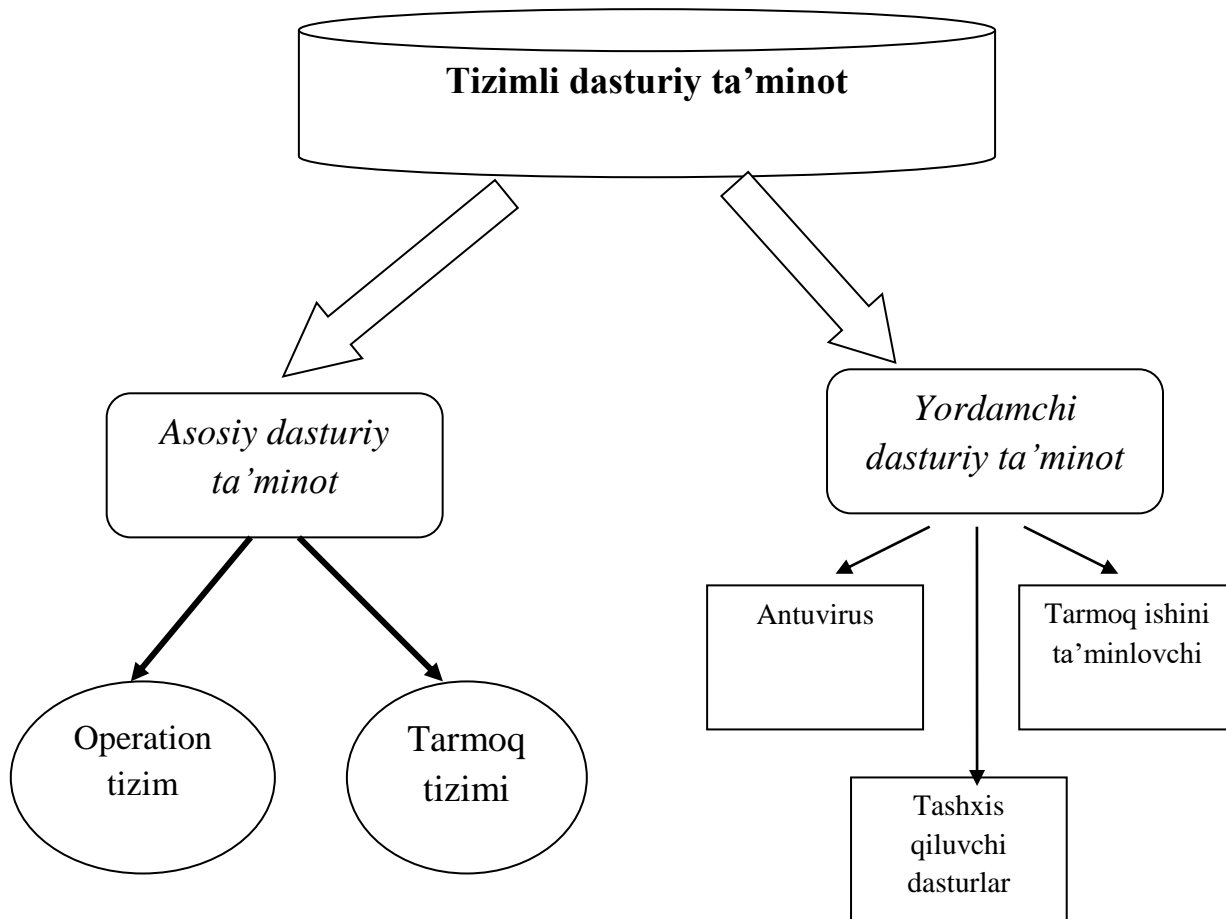 Tizimli dasturiy ta’minot
Asosiy dasturiy
ta’minot
Yordamchi
dasturiy ta’minot
Operation
tizim
Tarmoq
tizimi
Antuvirus
Tarmoq ishini
ta’minlovchi
Tashxis
qiluvchi
dasturlar